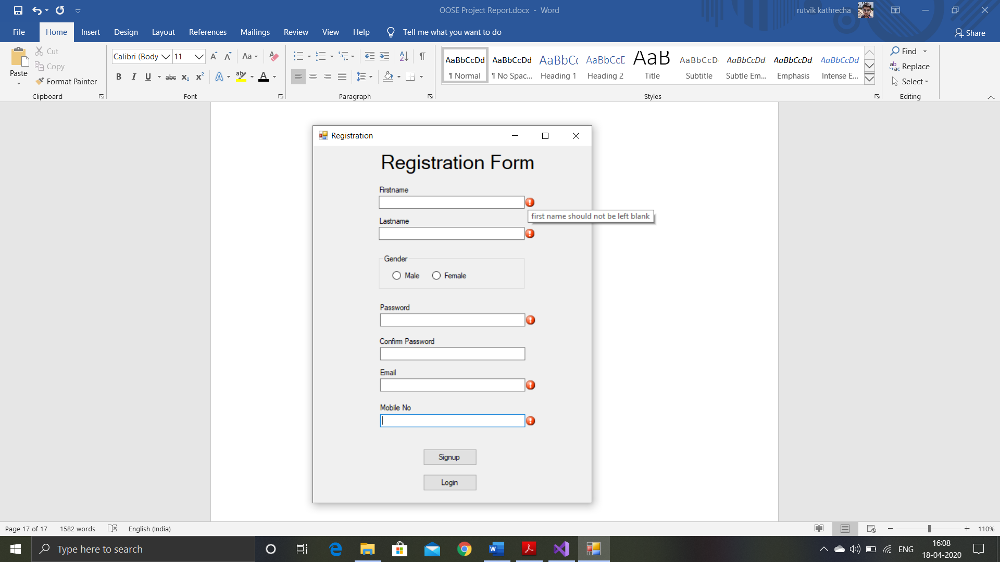 OOSE Project Report.docx - Word
rutvik kathrecha
File Home Insert Design Layout References Mailings Review View Help Tell me what you want to do
Share
Paste
Cut
Copy
Format Painter
Clipboard
Calibri (Body 11
Aa
B I U abc x₂ x² A ab A
Font
Paragraph
AaBbCcDd AaBbCcDd AaBbC( AaBbCcE AaB AaBbCcD AaBbCcDd AaBbCcDd AaBbCcDd
¶ Normal ¶ No Spac... Heading 1 Heading 2 Title Subtitle Subtle Em... Emphasis Intense E...
Styles
Find
Replace
Select
Editing
Registration
Registration Form
Firstname
first name should not be left blank
Lastname
Gender
Male Female
Password
Confirm Password
Email
Mobile No
Signup
Login
Page 17 of 17 1582 words English (India) 110%
Type here to search
ENG
16:08
18-04-2020